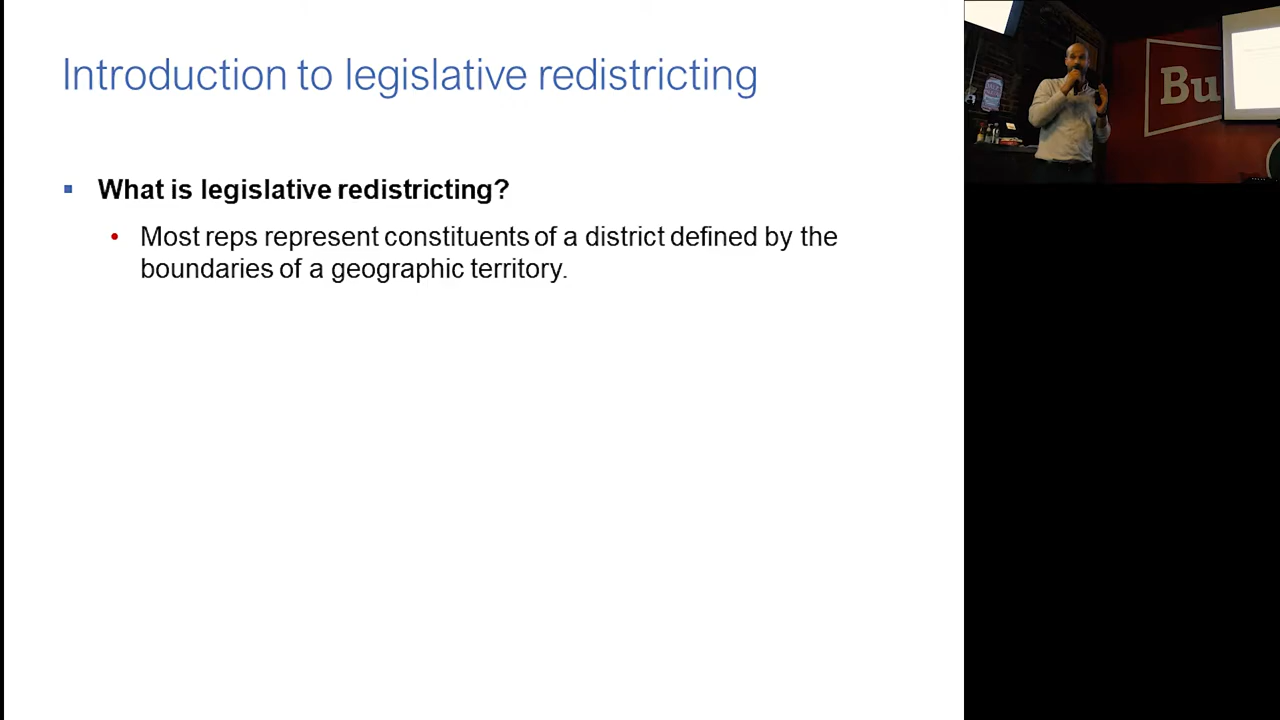 Introduction to legislative redistricting
What is legislative redistricting?
Most reps represent constituents of a district defined by the
boundaries of a geographic territory.
Bu